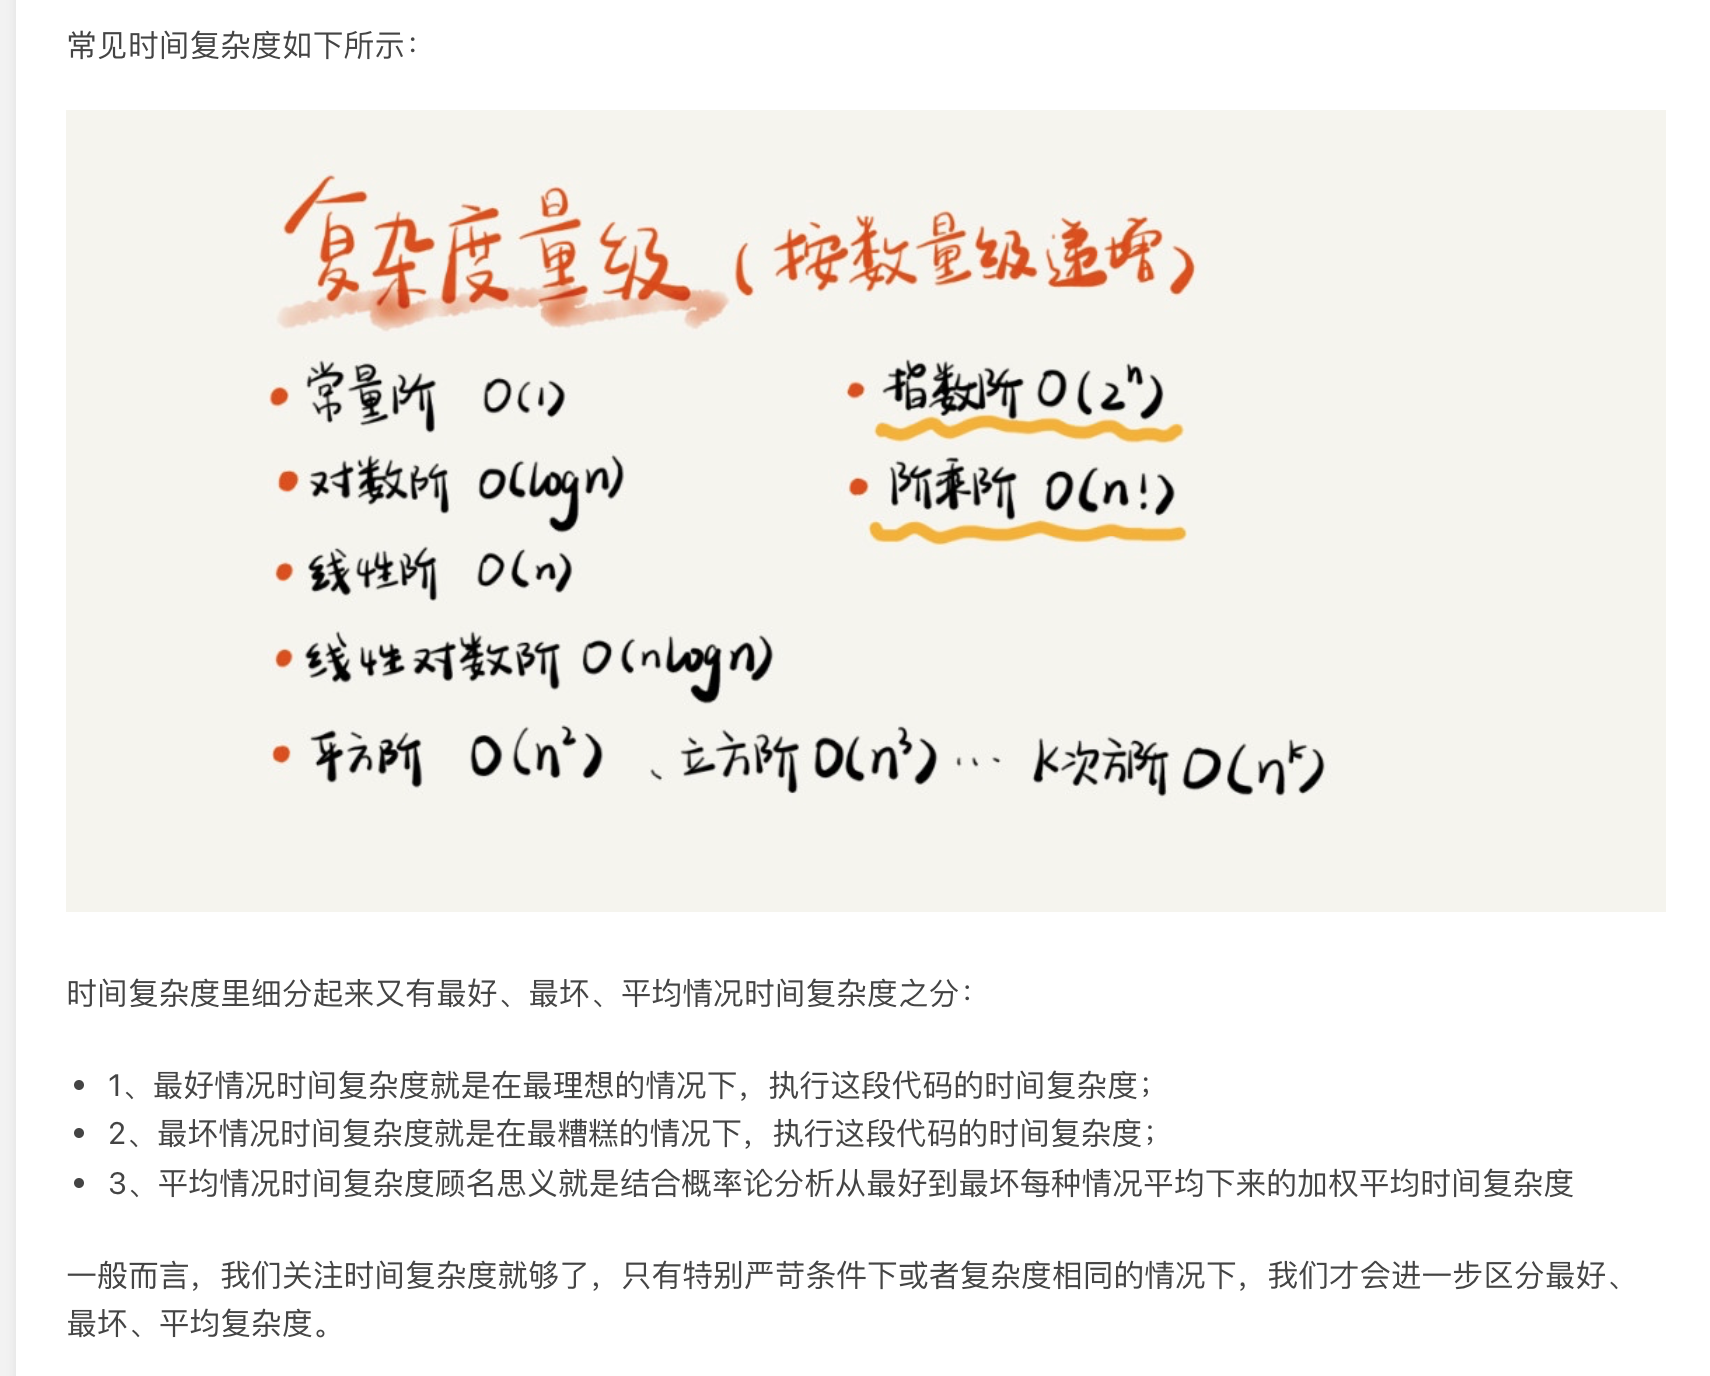 常见时间复杂度如下所示：
复杂度量级（按数量级递增）
• 常量阶 O(1)
• 对数阶 O(logn)
• 线性阶 O(n)
• 线性对数阶 O(nlogn)
• 平方阶 O(n²) 、立方阶 O(n³) … K次方阶 O(nᵏ)
• 指数阶 O(2ⁿ)
• 阶乘阶 O(n!)
时间复杂度里细分起来又有最好、最坏、平均情况时间复杂度之分：
• 1、最好情况时间复杂度就是在最理想的情况下，执行这段代码的时间复杂度；
• 2、最坏情况时间复杂度就是在最糟糕的情况下，执行这段代码的时间复杂度；
• 3、平均情况时间复杂度顾名思义就是结合概率论分析从最好到最坏每种情况平均下来的加权平均时间复杂度
一般而言，我们关注时间复杂度就够了，只有特别严苛条件下或者复杂度相同的情况下，我们才会进一步区分最好、
最坏、平均复杂度。